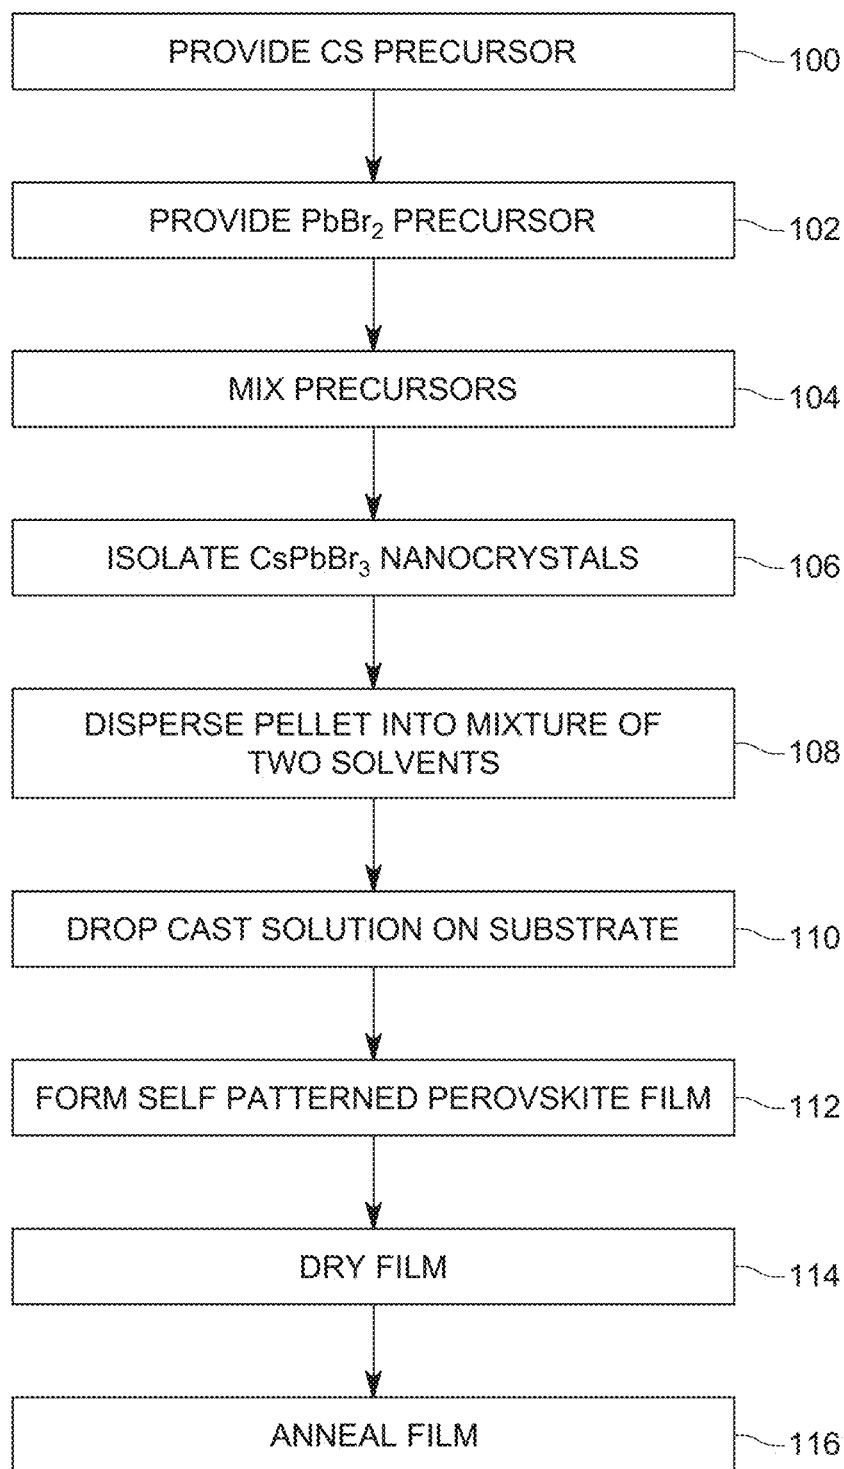 PROVIDE CS PRECURSOR 100
PROVIDE PbBr₂ PRECURSOR 102
MIX PRECURSORS 104
ISOLATE CsPbBr₃ NANOCRYSTALS 106
DISPERSE PELLET INTO MIXTURE OF
TWO SOLVENTS 108
DROP CAST SOLUTION ON SUBSTRATE 110
FORM SELF PATTERNED PEROVSKITE FILM 112
DRY FILM 114
ANNEAL FILM 116